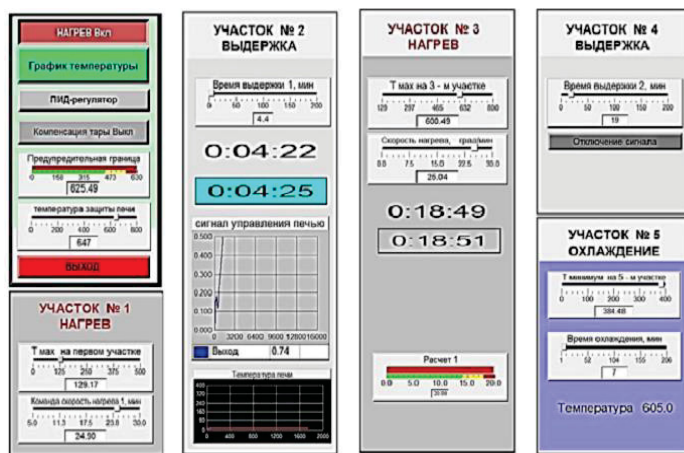 НАГРЕВ Вкл
График температуры
ПИД-регулятор
Компенсация тары Выкл
Предупредительная граница
0 158 315 473 630
625.49
температура защиты печи
0 200 400 600 800
647
ВЫХОД
УЧАСТОК № 1
НАГРЕВ
Т мах на первом участке
0 125 250 375 500
129.17
Команда скорость нагрева 1, мин
5.0 11.3 17.5 23.8 30.0
24.90
УЧАСТОК № 2
ВЫДЕРЖКА
Время выдержки 1, мин
0 50 100 150 200
4.4
0:04:22
0:04:25
сигнал управления печью
0.500
0.400
0.300
0.200
0.100
0.000
0 3200 6400 9600 12800 16000
Выход 0.74
Температура печи
400
320
240
160
80
0
0 400 800 1200 1600 2000
УЧАСТОК № 3
НАГРЕВ
Т мах на 3 - м участке
129 297 465 632 800
600.49
Скорость нагрева, град/мин
0.0 7.5 15.0 22.5 30.0
26.04
0:18:49
0:18:51
Расчет 1
0.0 5.0 10.0 15.0 20.0
УЧАСТОК № 4
ВЫДЕРЖКА
Время выдержки 2, мин
0 50 100 150 200
19
Отключение сигнала
УЧАСТОК № 5
ОХЛАЖДЕНИЕ
Т минимум на 5 - м участке
0 100 200 300 400
384.48
Время охлаждения, мин
1 52 104 155 206
7
Температура 605.0